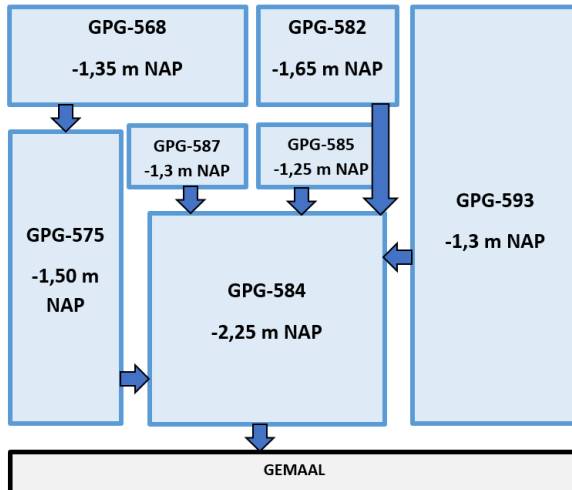 GPG-568
-1,35 m NAP
GPG-582
-1,65 m NAP
GPG-587
-1,3 m NAP
GPG-585
-1,25 m NAP
GPG-593
-1,3 m NAP
GPG-575
-1,50 m
NAP
GPG-584
-2,25 m NAP
GEMAAL